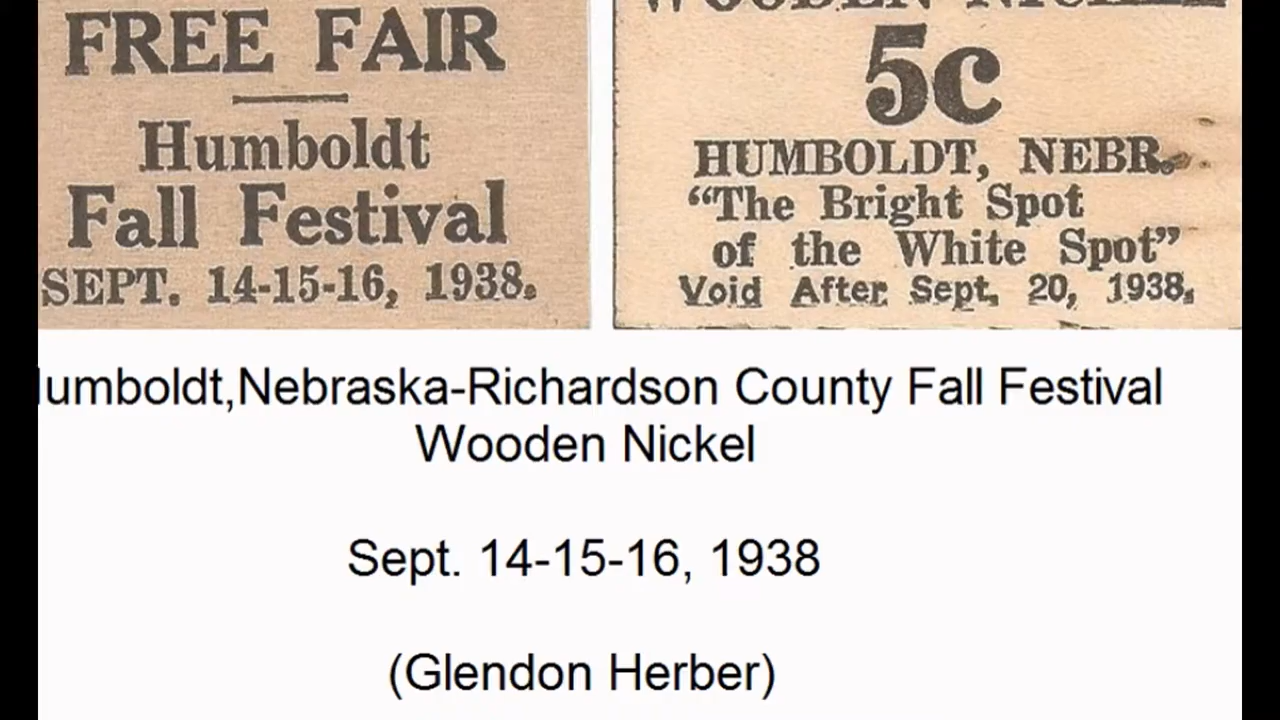 FREE FAIR
Humboldt
Fall Festival
SEPT. 14-15-16, 1938.
WOODEN NICKEL
5c
HUMBOLDT, NEBR.
“The Bright Spot
of the White Spot”
Void After Sept. 20, 1938.
umboldt,Nebraska-Richardson County Fall Festival
Wooden Nickel
Sept. 14-15-16, 1938
(Glendon Herber)